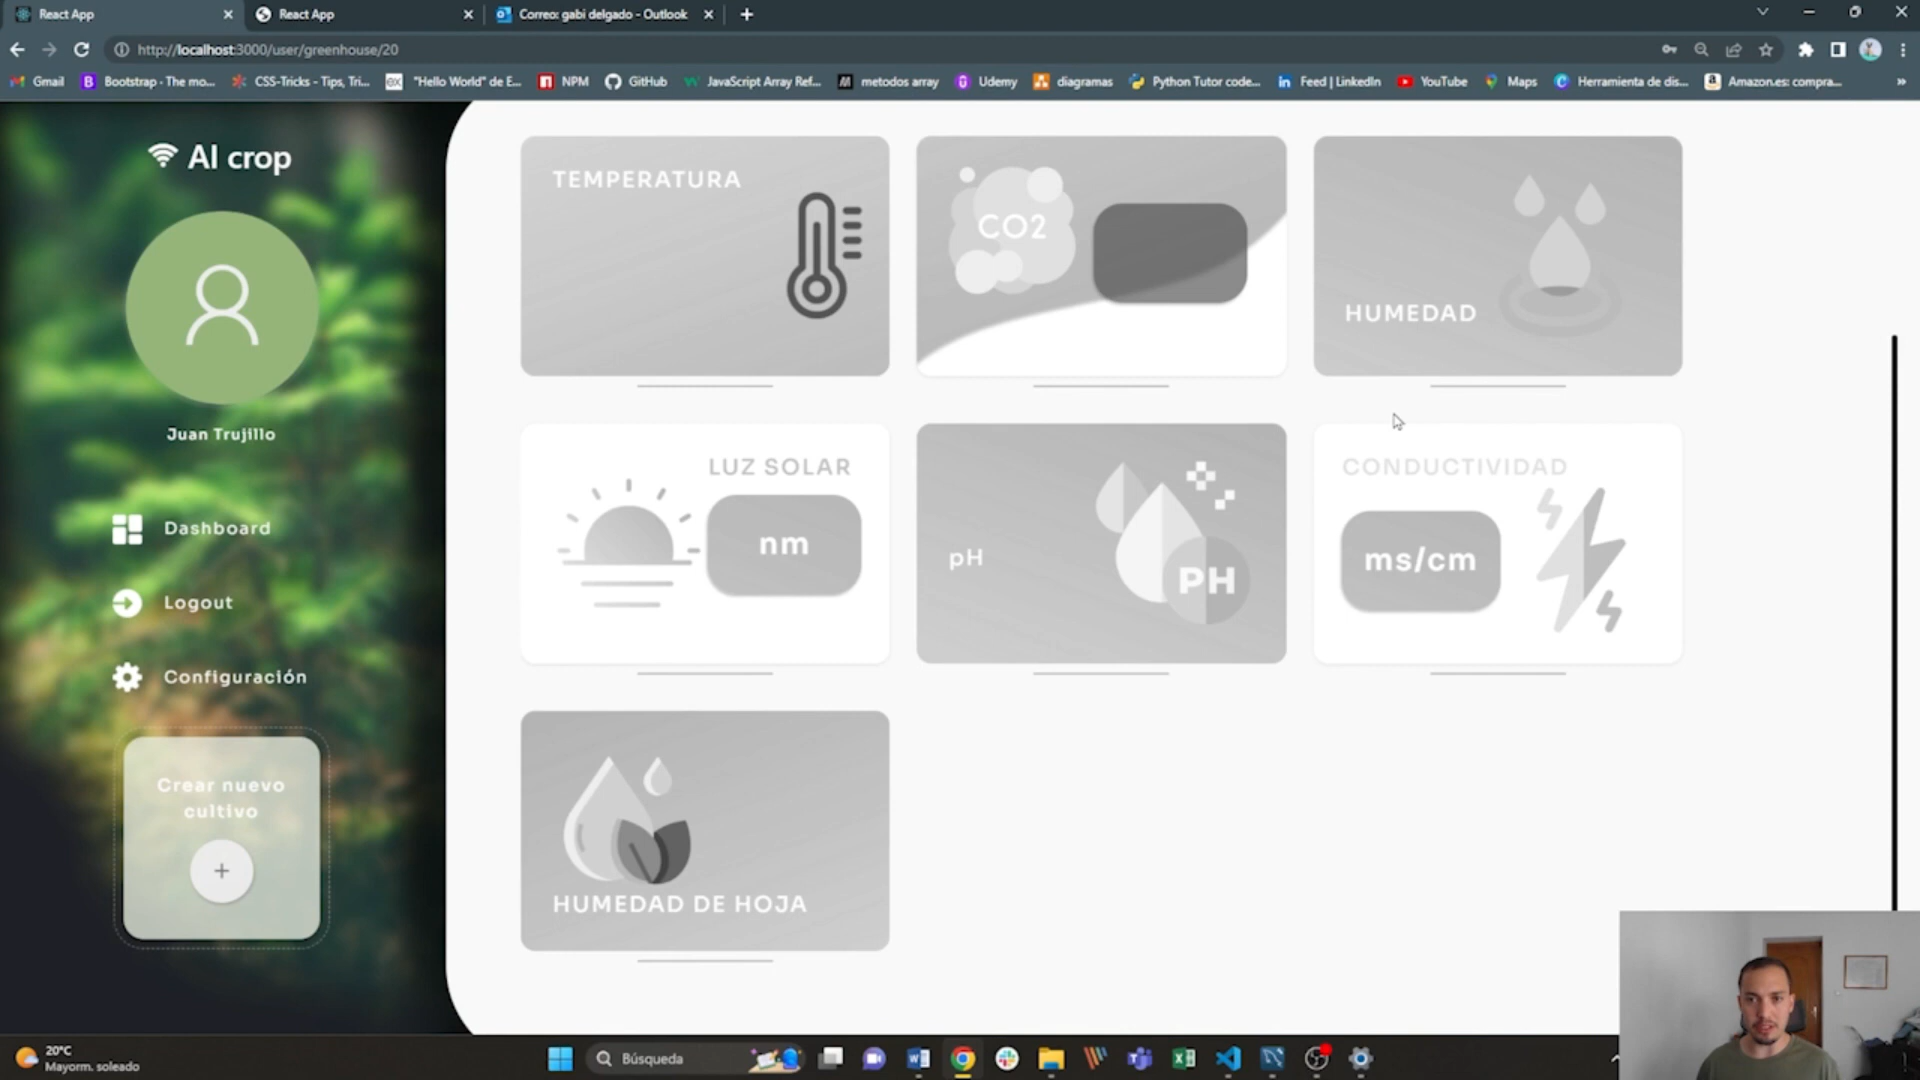 React App
React App
Correo: gabi delgado - Outlook
http://localhost:3000/user/greenhouse/20
Gmail
Bootstrap - The mo...
CSS-Tricks - Tips, Tri...
"Hello World" de E...
NPM
GitHub
JavaScript Array Ref...
metodos array
Udemy
diagramas
Python Tutor code...
Feed | LinkedIn
YouTube
Maps
Herramienta de dis...
Amazon.es: compra...
AI crop
Juan Trujillo
Dashboard
Logout
Configuración
Crear nuevo
cultivo
+
TEMPERATURA
CO2
HUMEDAD
LUZ SOLAR
nm
pH
PH
CONDUCTIVIDAD
ms/cm
HUMEDAD DE HOJA
20°C
Mayorm. soleado
Búsqueda